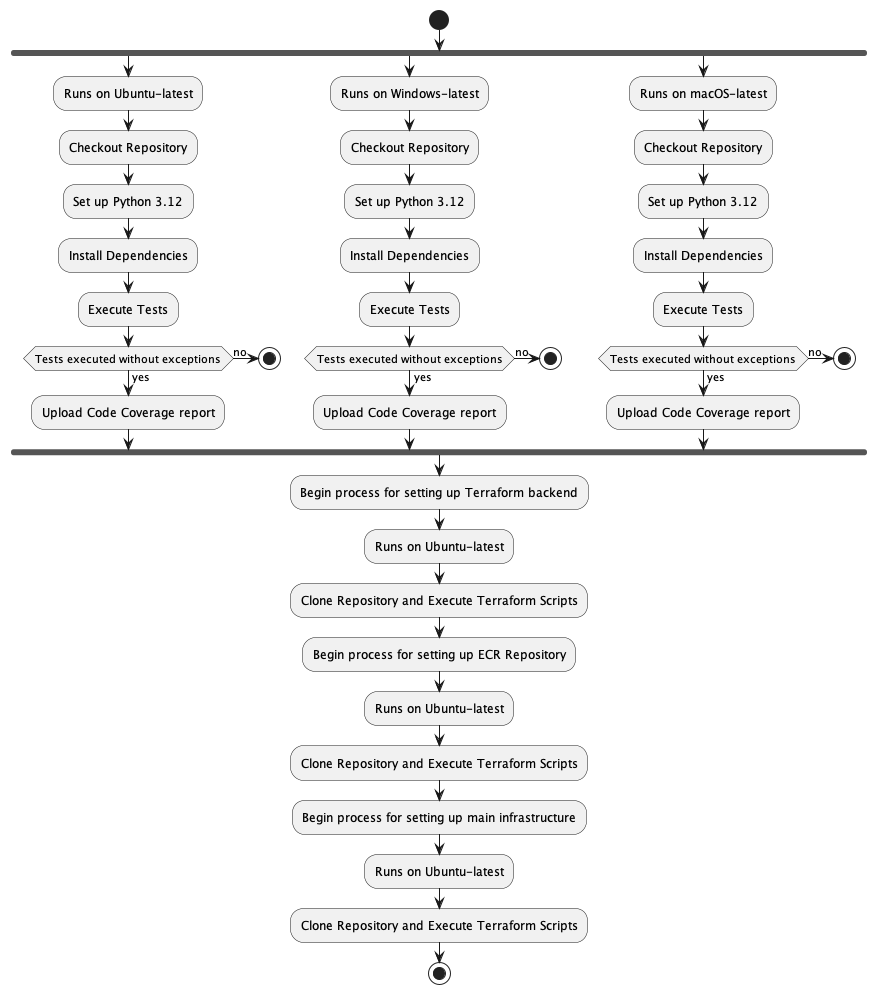 Runs on Ubuntu-latest
Checkout Repository
Set up Python 3.12
Install Dependencies
Execute Tests
Tests executed without exceptions
no
yes
Upload Code Coverage report
Runs on Windows-latest
Checkout Repository
Set up Python 3.12
Install Dependencies
Execute Tests
Tests executed without exceptions
no
yes
Upload Code Coverage report
Runs on macOS-latest
Checkout Repository
Set up Python 3.12
Install Dependencies
Execute Tests
Tests executed without exceptions
no
yes
Upload Code Coverage report
Begin process for setting up Terraform backend
Runs on Ubuntu-latest
Clone Repository and Execute Terraform Scripts
Begin process for setting up ECR Repository
Runs on Ubuntu-latest
Clone Repository and Execute Terraform Scripts
Begin process for setting up main infrastructure
Runs on Ubuntu-latest
Clone Repository and Execute Terraform Scripts